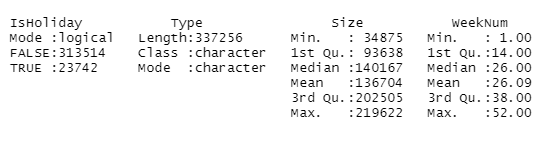 IsHoliday Type Size WeekNum
Mode :logical Length:337256 Min. : 34875 Min. : 1.00
FALSE:313514 Class :character 1st Qu.: 93638 1st Qu.:14.00
TRUE :23742 Mode :character Median :140167 Median :26.00
Mean :136704 Mean :26.09
3rd Qu.:202505 3rd Qu.:38.00
Max. :219622 Max. :52.00